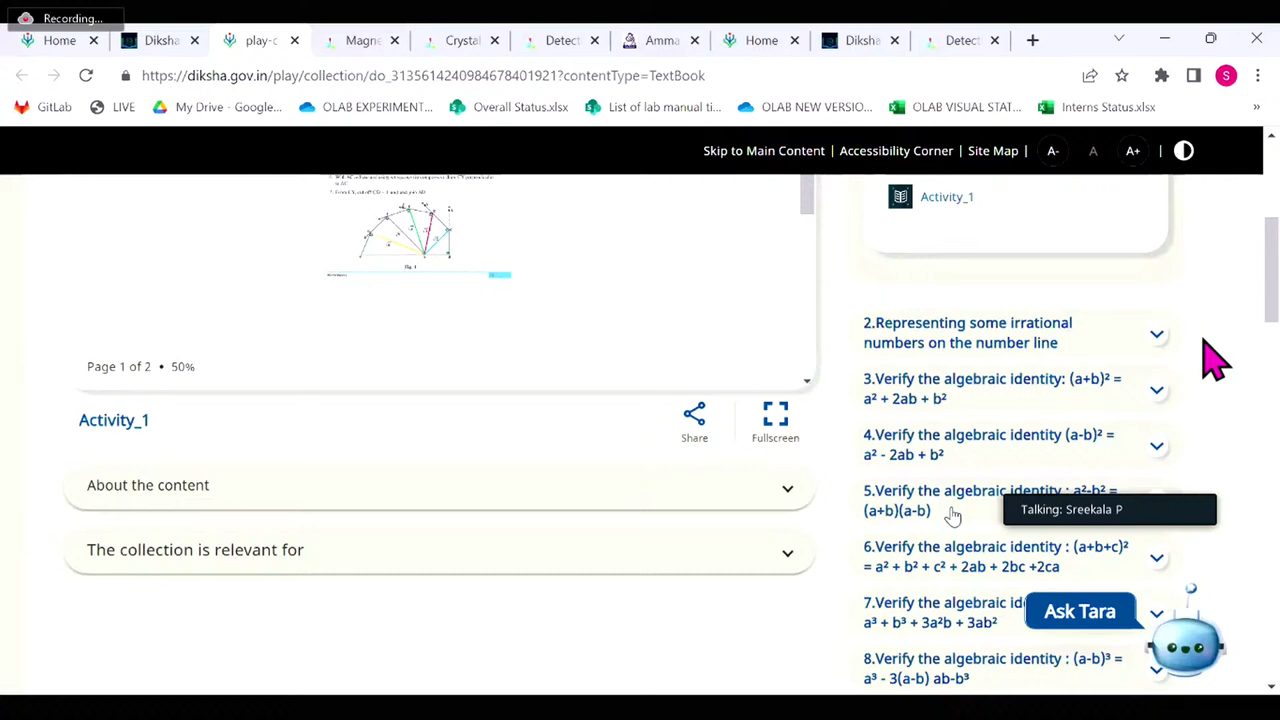 Recording...
Home
Diksha
play-c
Magne
Crystal
Detect
Amma
Home
Diksha
Detect
https://diksha.gov.in/play/collection/do_31356142409846784019​21?contentType=TextBook
GitLab
LIVE
My Drive - Google...
OLAB EXPERIMENT...
Overall Status.xlsx
List of lab manual ti...
OLAB NEW VERSIO...
OLAB VISUAL STAT...
Interns Status.xlsx
S
Skip to Main Content | Accessibility Corner | Site Map | A- A A+ |
Activity_1
Fig. 1
Page 1 of 2 • 50%
Activity_1
Share
Fullscreen
About the content
The collection is relevant for
2.Representing some irrational
numbers on the number line
3.Verify the algebraic identity: (a+b)² =
a² + 2ab + b²
4.Verify the algebraic identity (a-b)² =
a² - 2ab + b²
5.Verify the algebraic identity : a²-b² =
(a+b)(a-b)
Talking: Sreekala P
6.Verify the algebraic identity : (a+b+c)²
= a² + b² + c² + 2ab + 2bc +2ca
7.Verify the algebraic
a³ + b³ + 3a²b + 3ab²
Ask Tara
8.Verify the algebraic identity : (a-b)³ =
a³ - 3(a-b) ab-b³